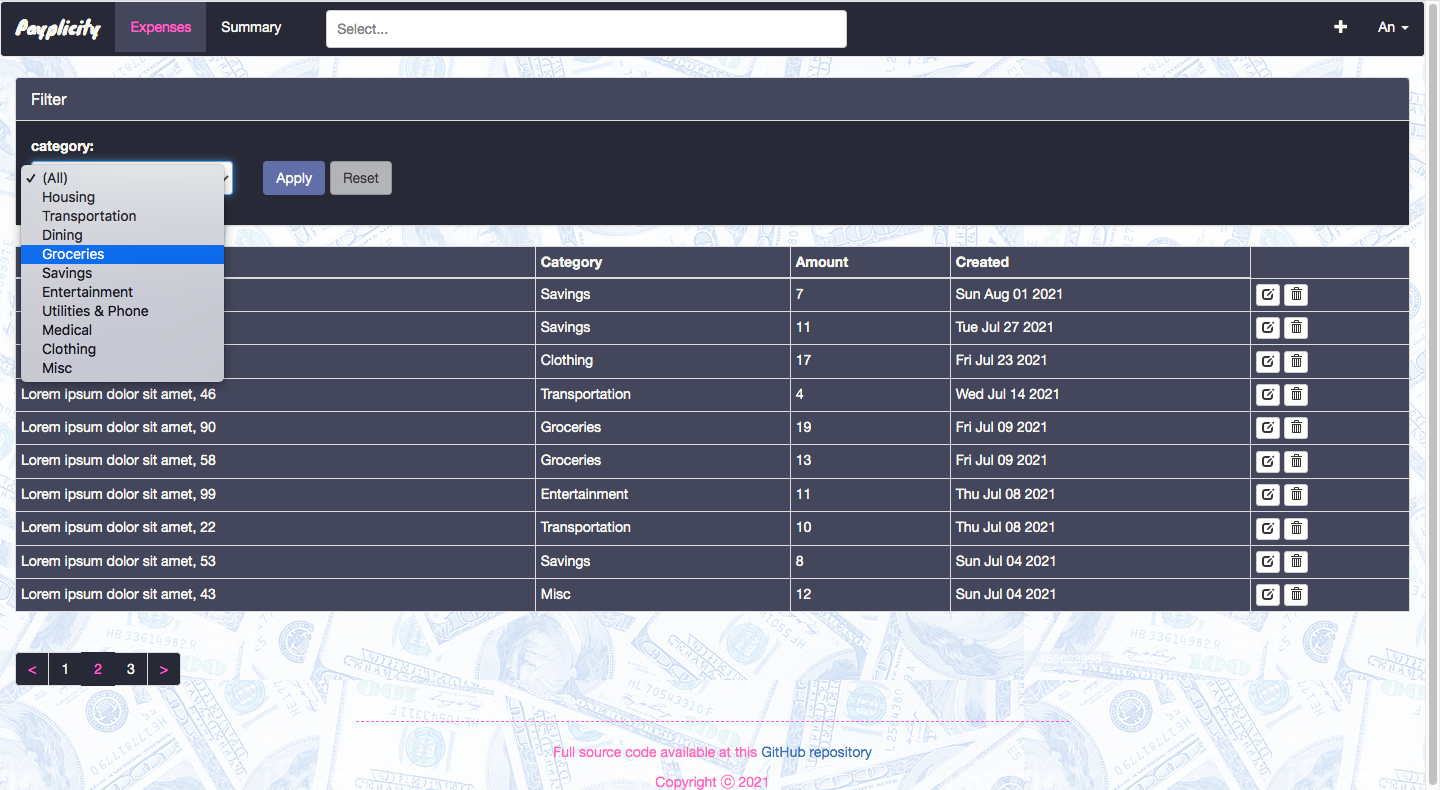 Payplicity Expenses Summary Select... + An
Filter
category:
Apply Reset
✓ (All)
Housing
Transportation
Dining
Groceries
Savings
Entertainment
Utilities & Phone
Medical
Clothing
Misc
Category Amount Created
Savings 7 Sun Aug 01 2021
Savings 11 Tue Jul 27 2021
Clothing 17 Fri Jul 23 2021
Lorem ipsum dolor sit amet, 46 Transportation 4 Wed Jul 14 2021
Lorem ipsum dolor sit amet, 90 Groceries 19 Fri Jul 09 2021
Lorem ipsum dolor sit amet, 58 Groceries 13 Fri Jul 09 2021
Lorem ipsum dolor sit amet, 99 Entertainment 11 Thu Jul 08 2021
Lorem ipsum dolor sit amet, 22 Transportation 10 Thu Jul 08 2021
Lorem ipsum dolor sit amet, 53 Savings 8 Sun Jul 04 2021
Lorem ipsum dolor sit amet, 43 Misc 12 Sun Jul 04 2021
< 1 2 3 >
Full source code available at this GitHub repository
Copyright © 2021